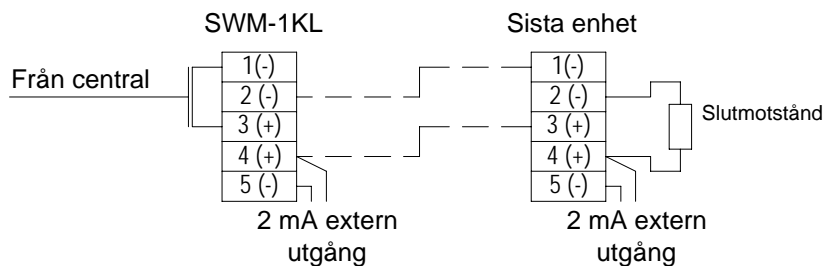 SWM-1KL
Sista enhet
Från central
1(-)
2 (-)
3 (+)
4 (+)
5 (-)
1(-)
2 (-)
3 (+)
4 (+)
5 (-)
Slutmotstånd
2 mA extern
utgång
2 mA extern
utgång